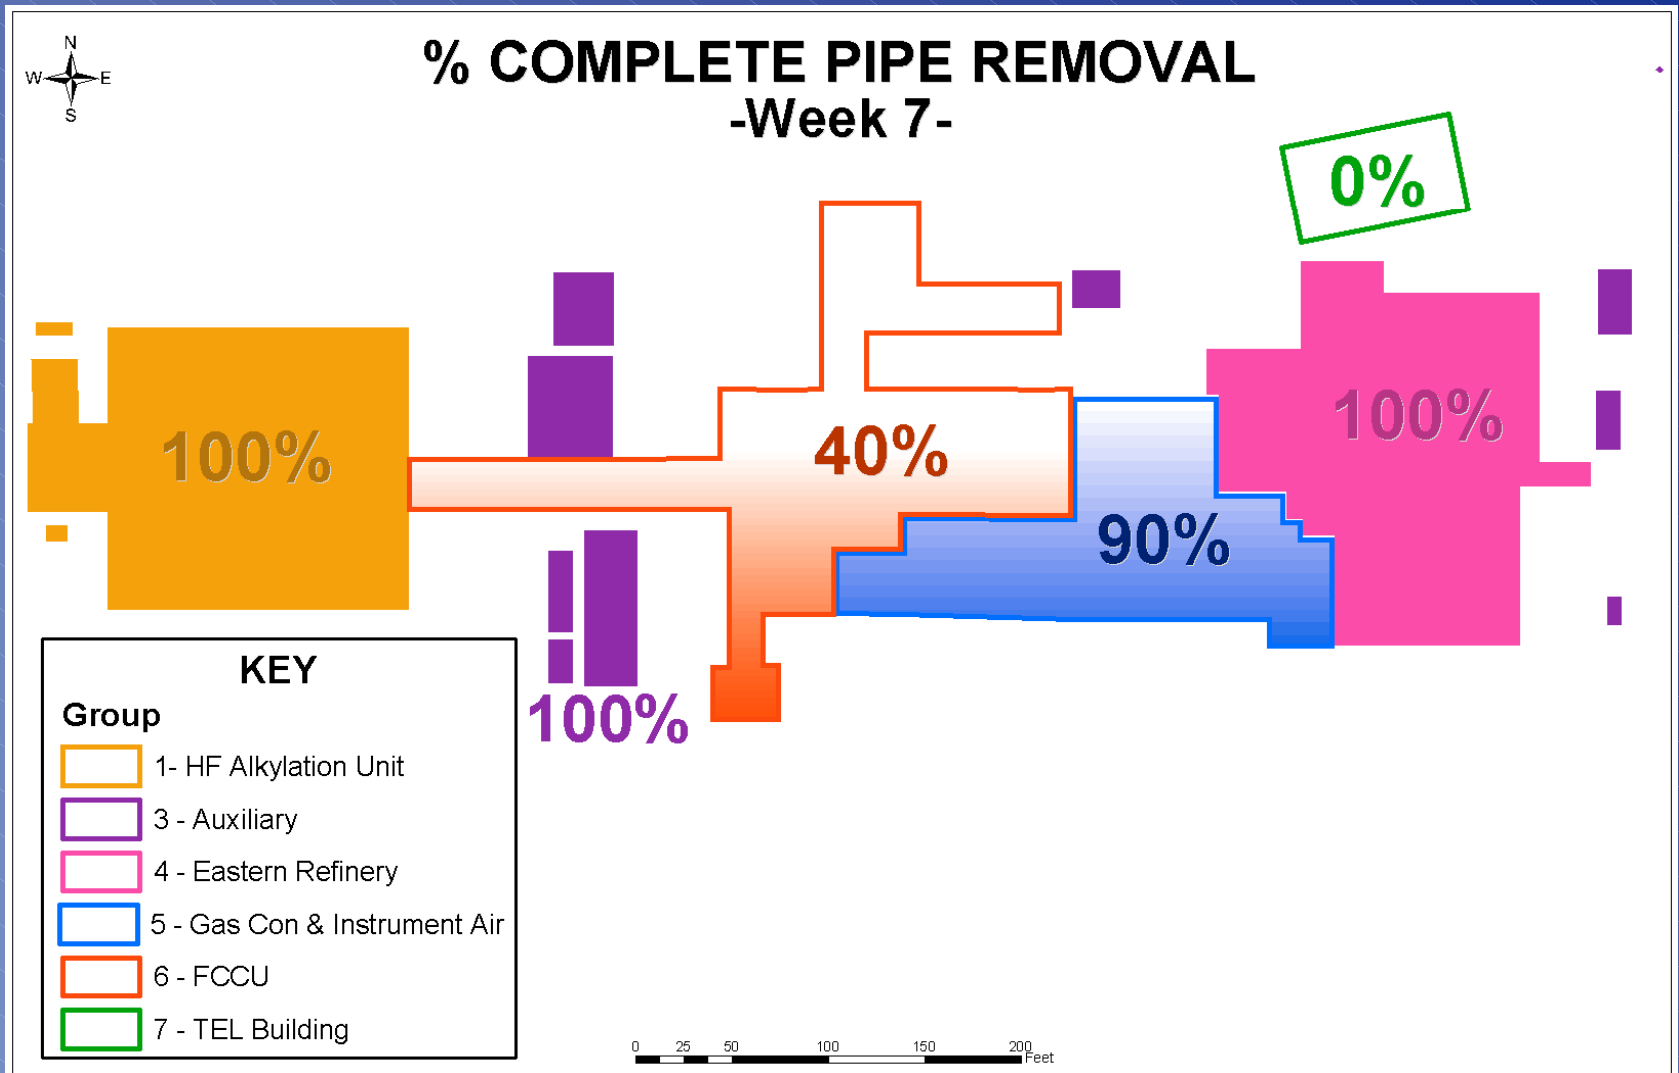 % COMPLETE PIPE REMOVAL
-Week 7-
N
W E
S
0%
100%
40%
100%
90%
100%
KEY
Group
1- HF Alkylation Unit
3 - Auxiliary
4 - Eastern Refinery
5 - Gas Con & Instrument Air
6 - FCCU
7 - TEL Building
0 25 50 100 150 200
Feet